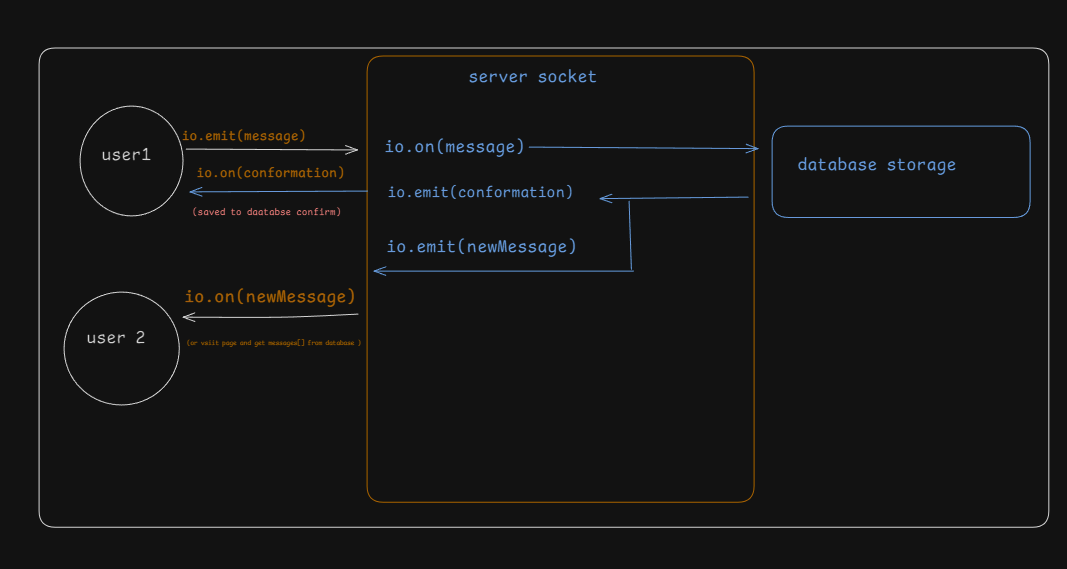 server socket
user1
io.emit(message)
io.on(conformation)
(saved to daatabse confirm)
io.on(message)
io.emit(conformation)
io.emit(newMessage)
database storage
user 2
io.on(newMessage)
(or vsiit page and get messages[] from database )